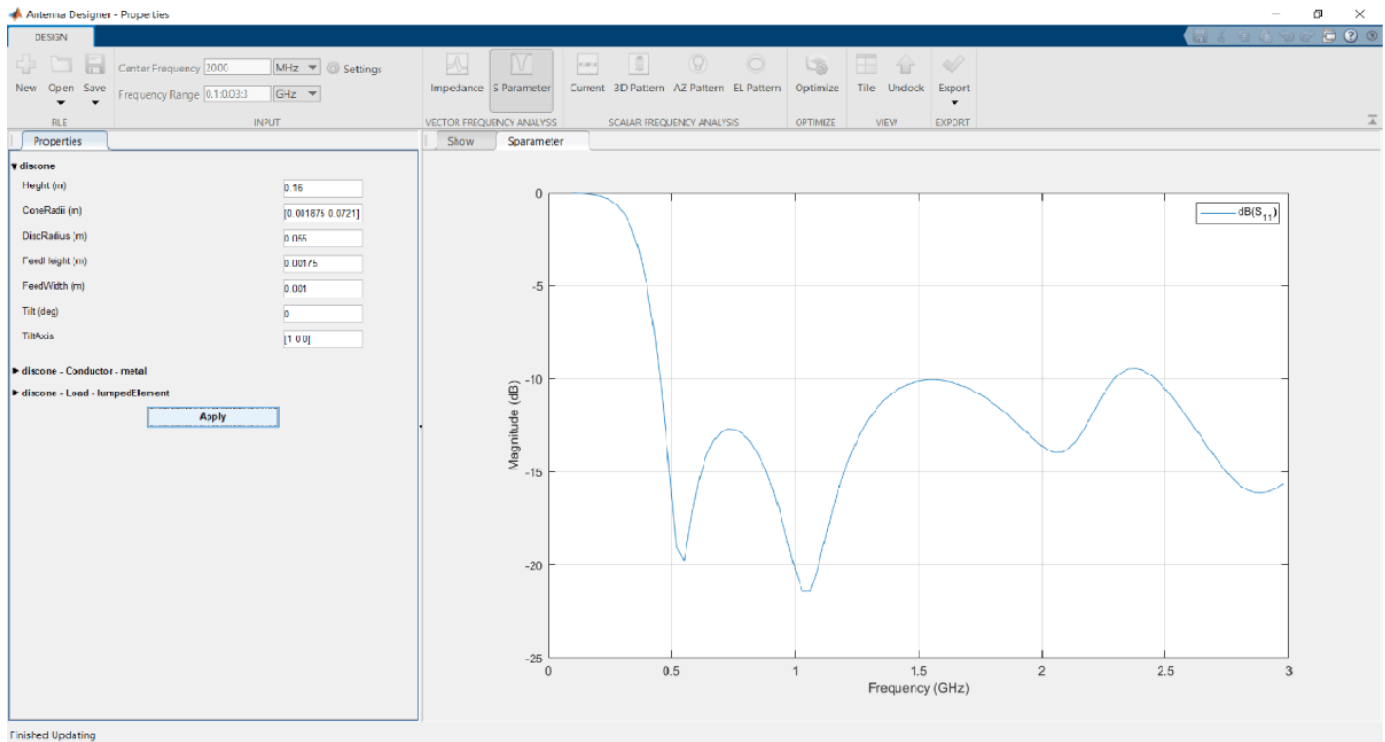 Antenna Designer - Properties
DESIGN
New Open Save
FILE
Center Frequency 2000 MHz Settings
Frequency Range 0.1:0.03:3 GHz
INPUT
Impedance S Parameter
VECTOR FREQUENCY ANALYSIS
Current 3D Pattern AZ Pattern EL Pattern
SCALAR FREQUENCY ANALYSIS
Optimize
OPTIMIZE
Tile Undock
VIEW
Export
EXPORT
Properties
discone
Height (m) 0.16
ConeRadii (m) [0.001875 0.0721]
DiscRadius (m) 0.055
FeedHeight (m) 0.00175
FeedWidth (m) 0.001
Tilt (deg) 0
TiltAxis [1 0 0]
discone - Conductor - metal
discone - Load - lumpedElement
Apply
Show Sparameter
dB(S11)
0
-5
-10
-15
-20
-25
Magnitude (dB)
0 0.5 1 1.5 2 2.5 3
Frequency (GHz)
Finished Updating